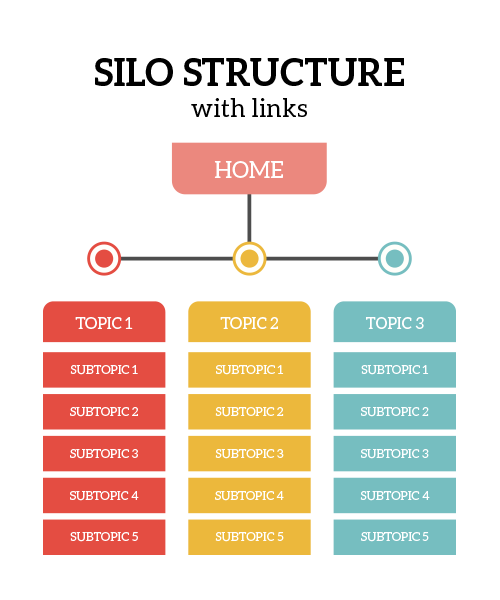 SILO STRUCTURE
with links
HOME
TOPIC 1
TOPIC 2
TOPIC 3
SUBTOPIC 1
SUBTOPIC 1
SUBTOPIC 1
SUBTOPIC 2
SUBTOPIC 2
SUBTOPIC 2
SUBTOPIC 3
SUBTOPIC 3
SUBTOPIC 3
SUBTOPIC 4
SUBTOPIC 4
SUBTOPIC 4
SUBTOPIC 5
SUBTOPIC 5
SUBTOPIC 5